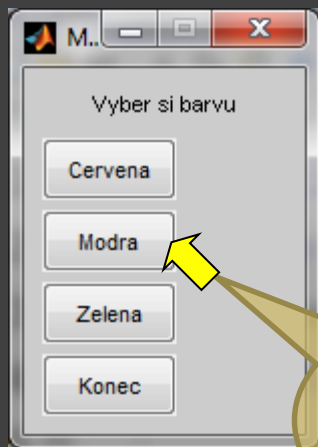 M...
Vyber si barvu
Cervena
Modra
Zelena
Konec